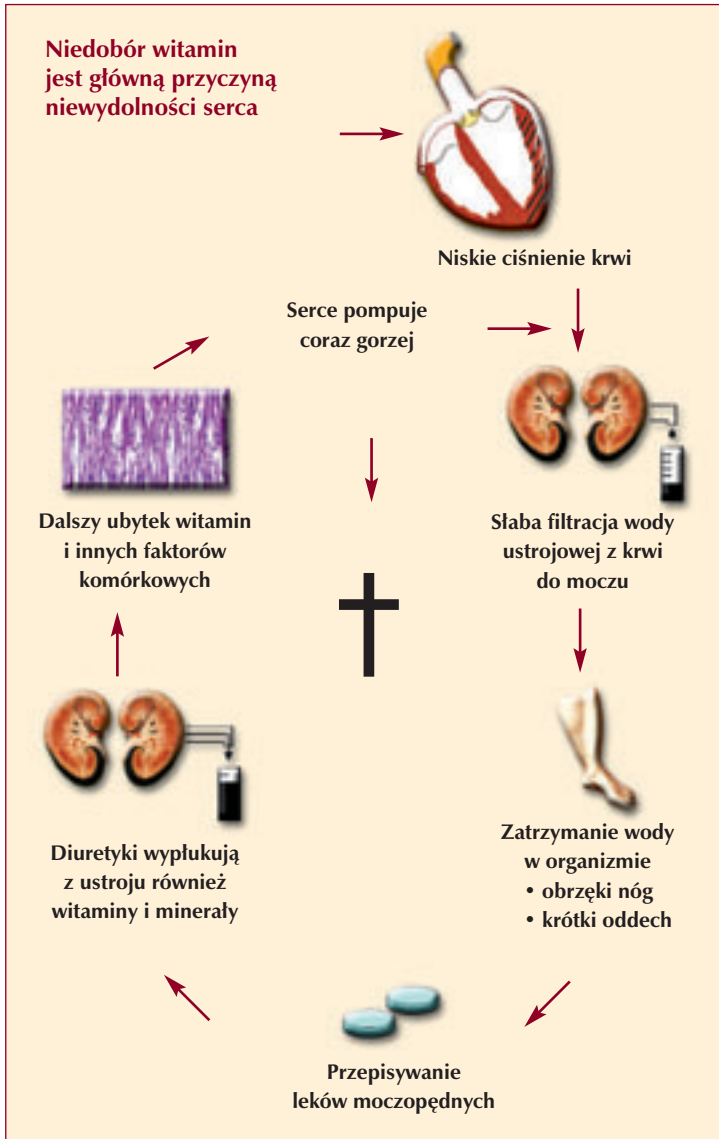 Niedobór witamin
jest główną przyczyną
niewydolności serca
Niskie ciśnienie krwi
Serce pompuje
coraz gorzej
Słaba filtracja wody
ustrojowej z krwi
do moczu
Zatrzymanie wody
w organizmie
• obrzęki nóg
• krótki oddech
Przepisywanie
leków moczopędnych
Diuretyki wypłukują
z ustroju również
witaminy i minerały
Dalszy ubytek witamin
i innych faktorów
komórkowych